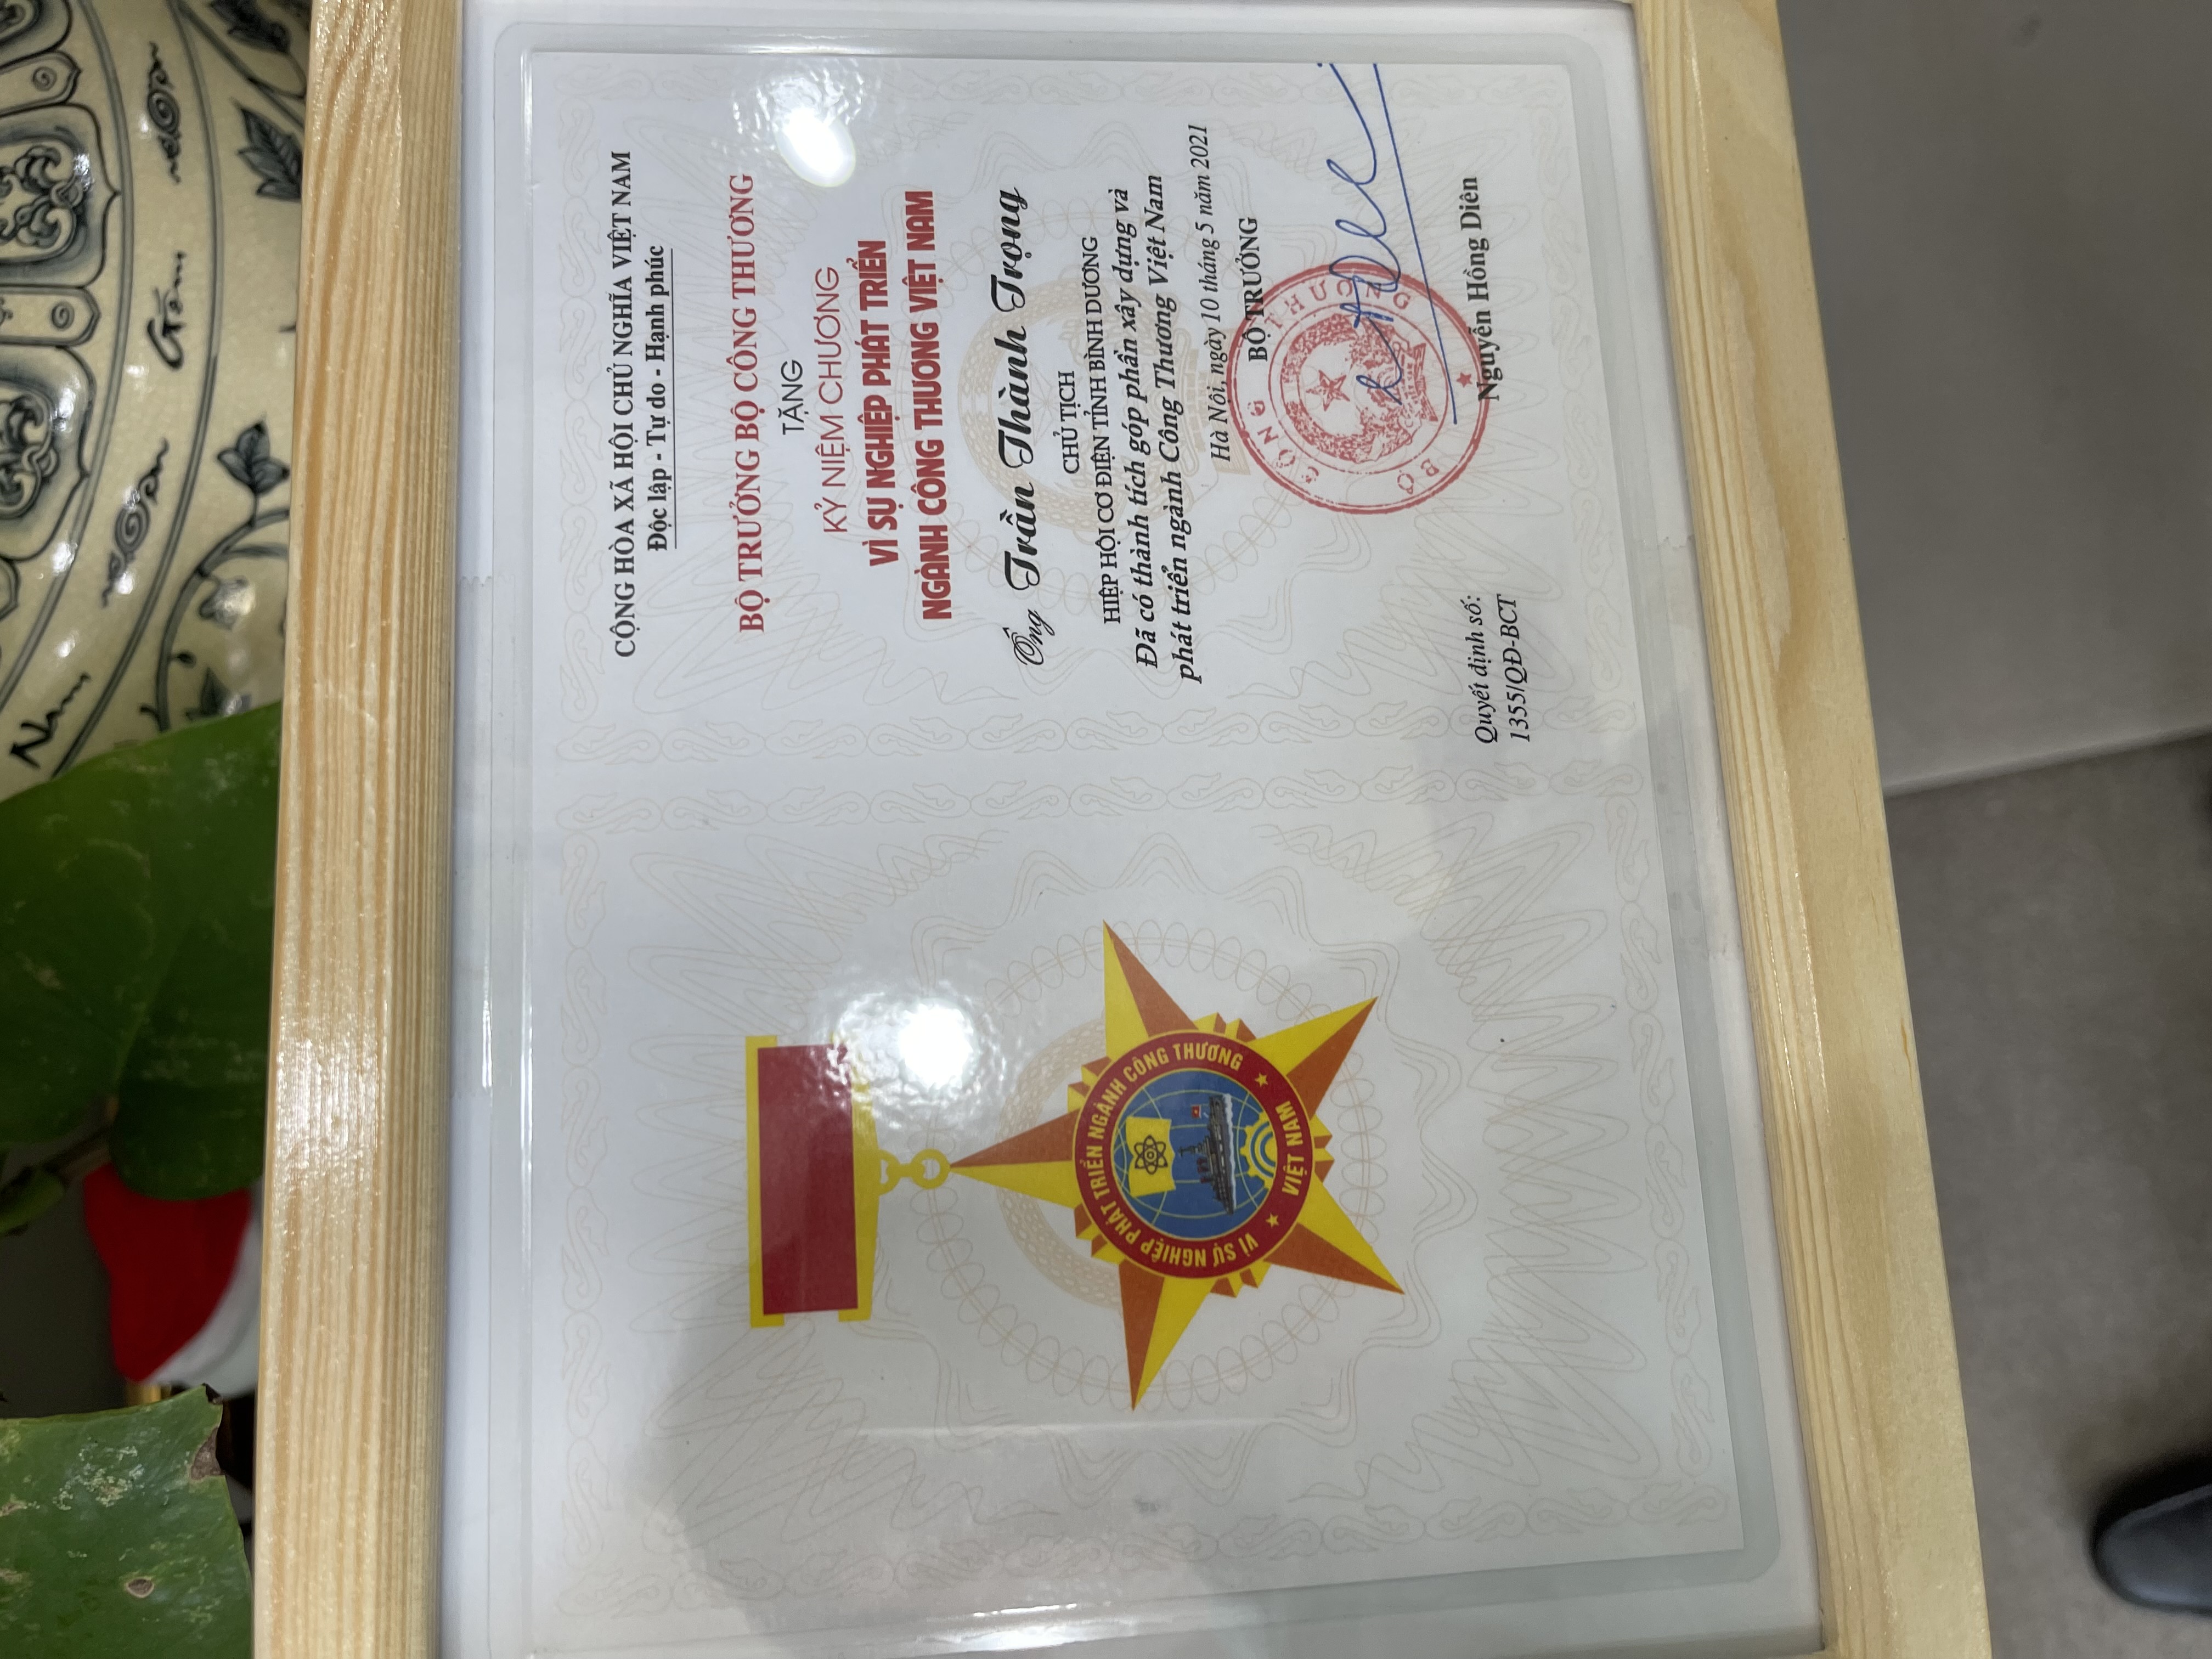 CỘNG HÒA XÃ HỘI CHỦ NGHĨA VIỆT NAM
Độc lập - Tự do - Hạnh phúc
BỘ TRƯỞNG BỘ CÔNG THƯƠNG
TẶNG
KỶ NIỆM CHƯƠNG
VÌ SỰ NGHIỆP PHÁT TRIỂN
NGÀNH CÔNG THƯƠNG VIỆT NAM
Ông Trần Thành Trọng
CHỦ TỊCH
HIỆP HỘI CƠ ĐIỆN TỈNH BÌNH DƯƠNG
Đã có thành tích góp phần xây dựng và
phát triển ngành Công Thương Việt Nam
Hà Nội, ngày 10 tháng 5 năm 2021
BỘ TRƯỞNG
BỘ CÔNG THƯƠNG
Nguyễn Hồng Diên
Quyết định số:
1355/QĐ-BCT
VÌ SỰ NGHIỆP PHÁT TRIỂN NGÀNH CÔNG THƯƠNG
VIỆT NAM
Nam